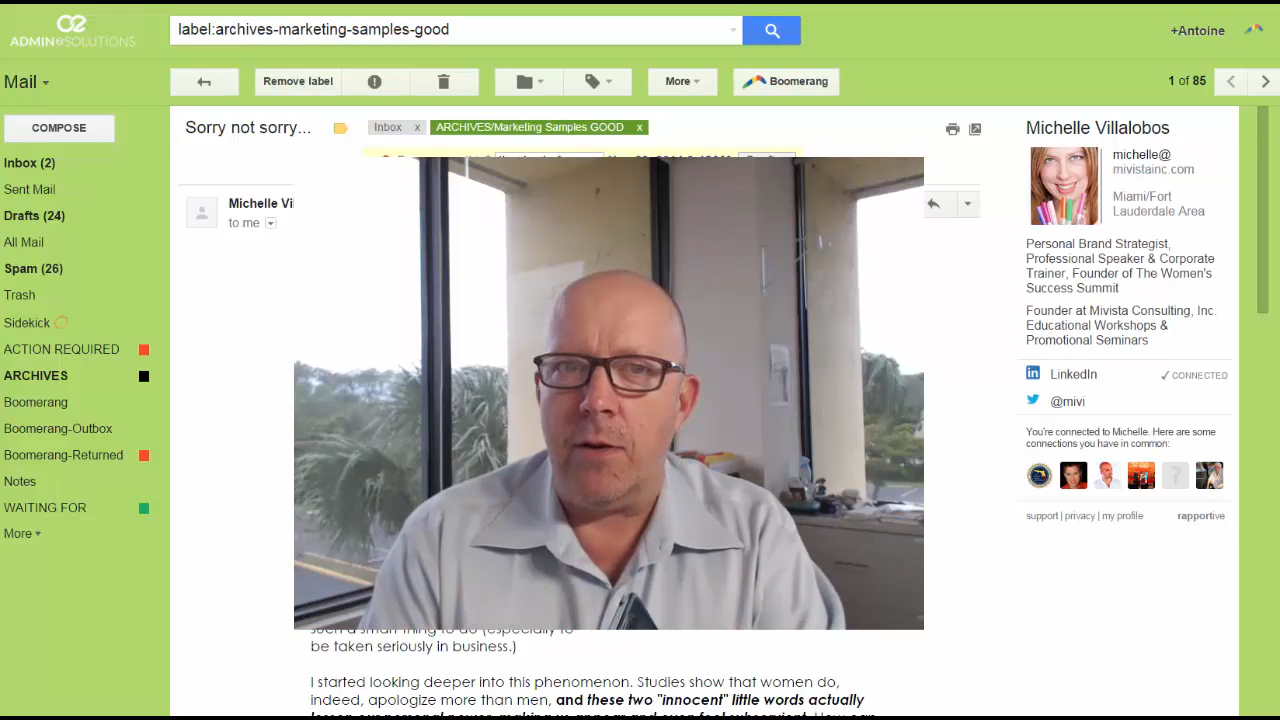 ADMINeSOLUTIONS
label:archives-marketing-samples-good
+Antoine
Mail
Remove label
More
Boomerang
1 of 85
COMPOSE
Inbox (2)
Sent Mail
Drafts (24)
All Mail
Spam (26)
Trash
Sidekick
ACTION REQUIRED
ARCHIVES
Boomerang
Boomerang-Outbox
Boomerang-Returned
Notes
WAITING FOR
More
Sorry not sorry...
Inbox x
ARCHIVES/Marketing Samples GOOD x
Michelle Vi
to me
be taken seriously in business.)
I started looking deeper into this phenomenon. Studies show that women do,
indeed, apologize more than men, and these two "innocent" little words actually
Michelle Villalobos
michelle@
mivistainc.com
Miami/Fort
Lauderdale Area
Personal Brand Strategist,
Professional Speaker & Corporate
Trainer, Founder of The Women's
Success Summit
Founder at Mivista Consulting, Inc.
Educational Workshops &
Promotional Seminars
LinkedIn
✓ CONNECTED
@mivi
You're connected to Michelle. Here are some
connections you have in common:
support | privacy | my profile
rapportive